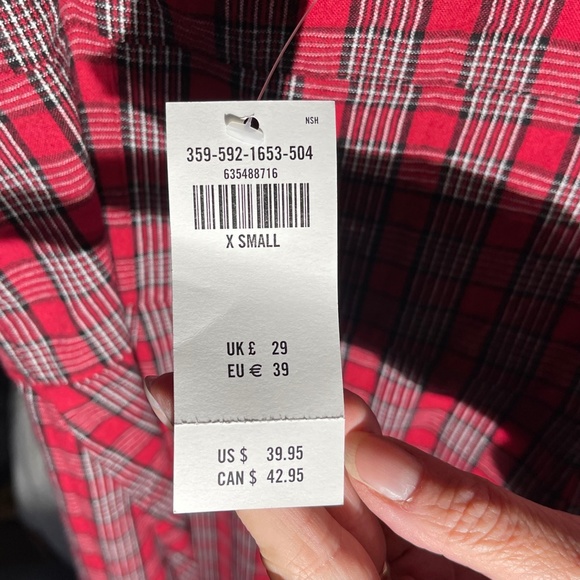 NSH
359-592-1653-504
635488716
X SMALL
UK £ 29
EU € 39
US $ 39.95
CAN $ 42.95